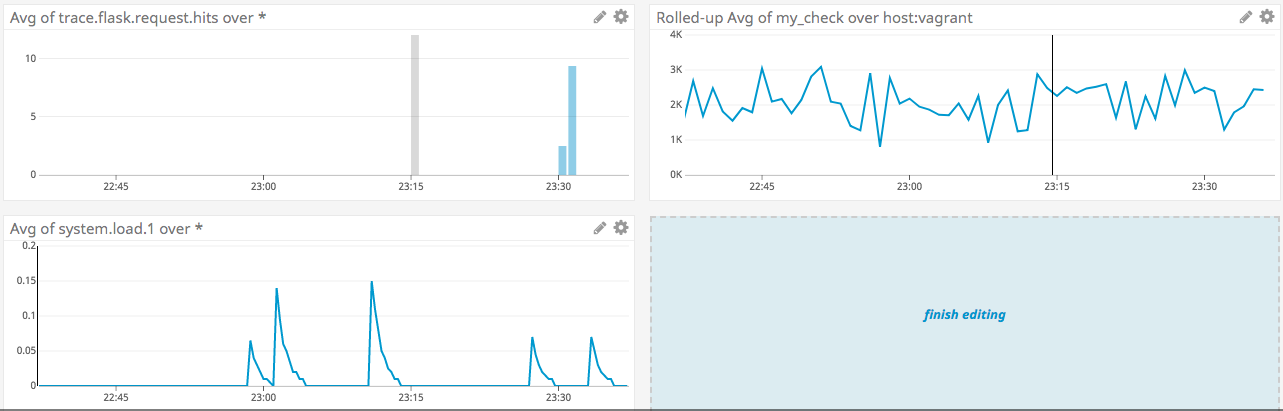 Avg of trace.flask.request.hits over *
10
5
0
22:45 23:00 23:15 23:30
Rolled-up Avg of my_check over host:vagrant
4K
3K
2K
1K
0K
22:45 23:00 23:15 23:30
Avg of system.load.1 over *
0.2
0.15
0.1
0.05
0
22:45 23:00 23:15 23:30
finish editing